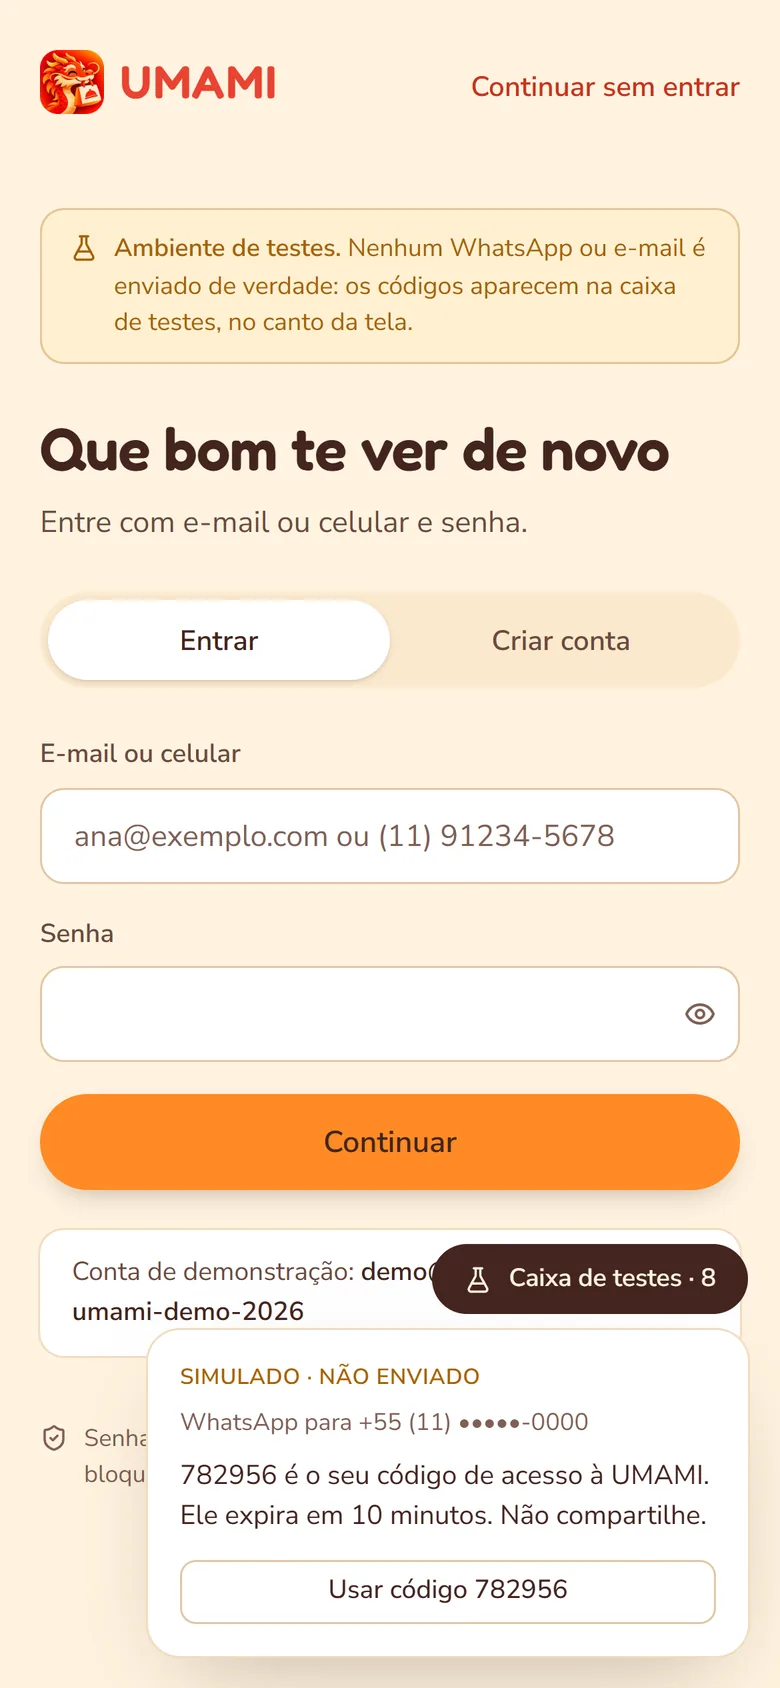 UMAMI
Continuar sem entrar
Ambiente de testes. Nenhum WhatsApp ou e-mail é
enviado de verdade: os códigos aparecem na caixa
de testes, no canto da tela.
Que bom te ver de novo
Entre com e-mail ou celular e senha.
Entrar
Criar conta
E-mail ou celular
ana@exemplo.com ou (11) 91234-5678
Senha
Continuar
Conta de demonstração: demo
umami-demo-2026
Caixa de testes · 8
SIMULADO · NÃO ENVIADO
WhatsApp para +55 (11) •••••-0000
782956 é o seu código de acesso à UMAMI.
Ele expira em 10 minutos. Não compartilhe.
Usar código 782956
Senha